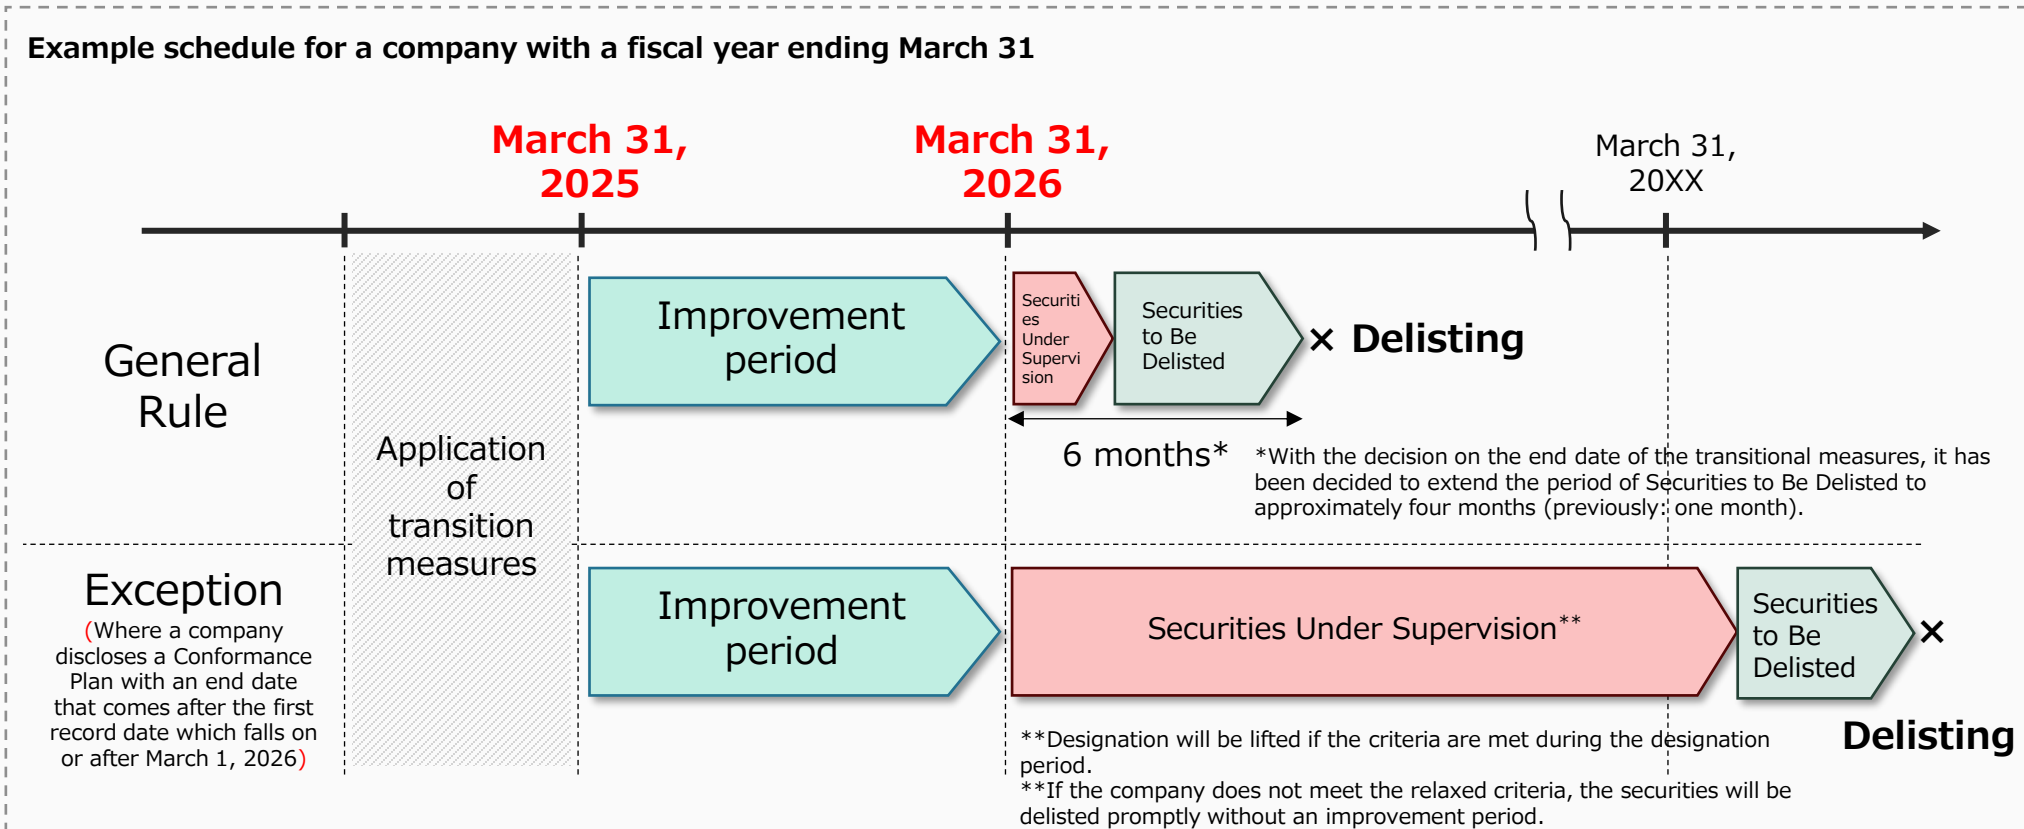 Example schedule for a company with a fiscal year ending March 31
March 31,
2025
March 31,
2026
March 31,
20XX
General
Rule
Application
of
transition
measures
Improvement
period
Securiti
es
Under
Supervi
sion
Securities
to Be
Delisted
× Delisting
6 months*
*With the decision on the end date of the transitional measures, it has
been decided to extend the period of Securities to Be Delisted to
approximately four months (previously: one month).
Exception
(Where a company
discloses a Conformance
Plan with an end date
that comes after the first
record date which falls on
or after March 1, 2026)
Improvement
period
Securities Under Supervision**
Securities
to Be
Delisted
×
Delisting
**Designation will be lifted if the criteria are met during the designation
period.
**If the company does not meet the relaxed criteria, the securities will be
delisted promptly without an improvement period.